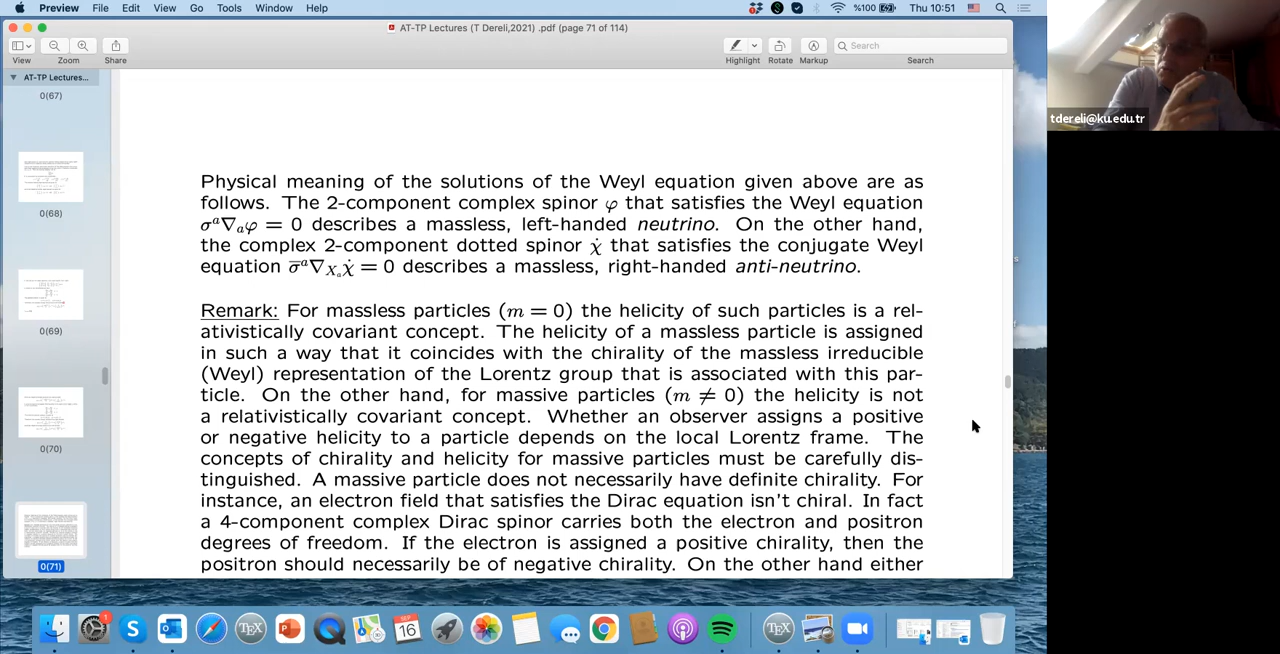 Preview File Edit View Go Tools Window Help
%100
Thu 10:51
AT-TP Lectures (T Dereli,2021) .pdf (page 71 of 114)
Search
View Zoom Share
Highlight Rotate Markup Search
AT-TP Lectures...
0(67)
0(68)
0(69)
0(70)
0(71)
Physical meaning of the solutions of the Weyl equation given above are as
follows. The 2-component complex spinor φ that satisfies the Weyl equation
σᵃ∇ₐφ = 0 describes a massless, left-handed neutrino. On the other hand,
the complex 2-component dotted spinor χ̇ that satisfies the conjugate Weyl
equation σ̅ᵃ∇_{Xₐ}χ̇ = 0 describes a massless, right-handed anti-neutrino.
Remark: For massless particles (m = 0) the helicity of such particles is a rel-
ativistically covariant concept. The helicity of a massless particle is assigned
in such a way that it coincides with the chirality of the massless irreducible
(Weyl) representation of the Lorentz group that is associated with this par-
ticle. On the other hand, for massive particles (m ≠ 0) the helicity is not
a relativistically covariant concept. Whether an observer assigns a positive
or negative helicity to a particle depends on the local Lorentz frame. The
concepts of chirality and helicity for massive particles must be carefully dis-
tinguished. A massive particle does not necessarily have definite chirality. For
instance, an electron field that satisfies the Dirac equation isn't chiral. In fact
a 4-component complex Dirac spinor carries both the electron and positron
degrees of freedom. If the electron is assigned a positive chirality, then the
positron should necessarily be of negative chirality. On the other hand either
tdereli@ku.edu.tr
TEX
SEP
16
TEX